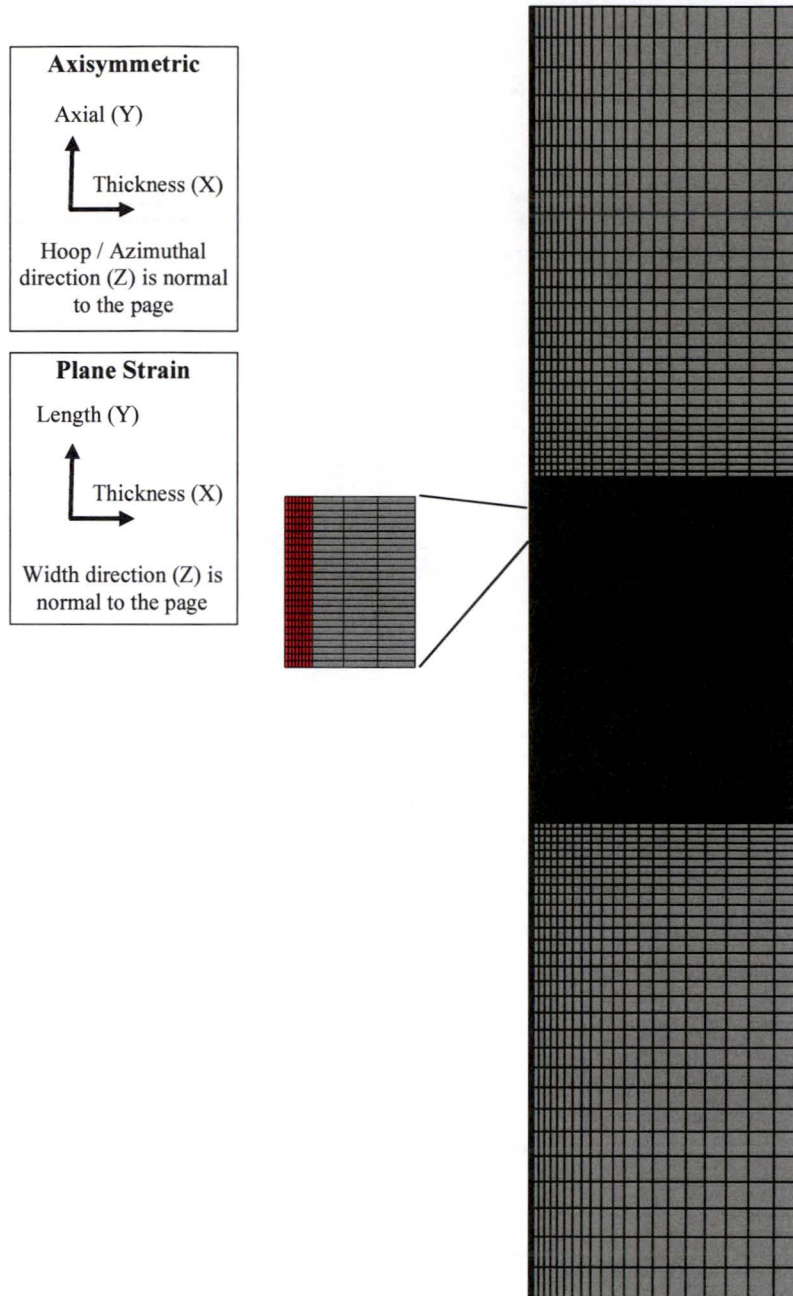 Axisymmetric
Axial (Y)
Thickness (X)
Hoop / Azimuthal
direction (Z) is normal
to the page
Plane Strain
Length (Y)
Thickness (X)
Width direction (Z) is
normal to the page